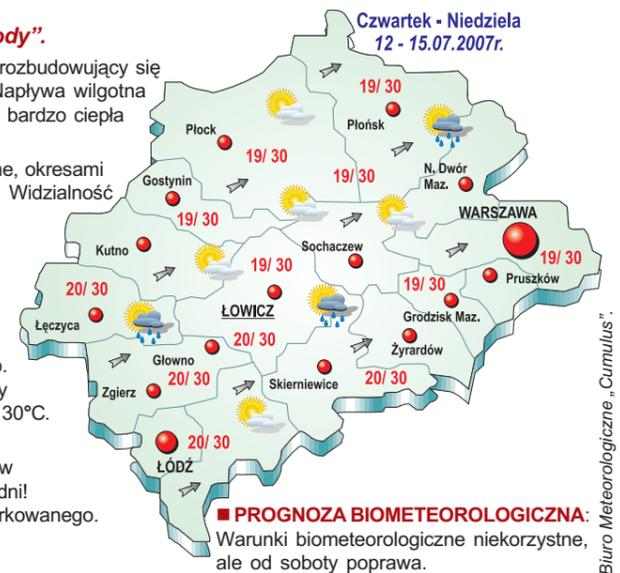 ody”.
rozbudowujący się
Napływa wilgotna
bardzo ciepła
ne, okresami
. Widzialność
o.
y
30°C.
w
dni!
rkowanego.
Czwartek - Niedziela
12 - 15.07.2007r.
19/ 30
Płońsk
Płock
19/ 30
19/ 30
N. Dwór
Maz.
Gostynin
19/ 30
WARSZAWA
19/ 30
Kutno
Sochaczew
19/ 30
Pruszków
20/ 30
19/ 30
Łęczyca
ŁOWICZ
Grodzisk Maz.
20/ 30
Żyrardów
Głowno
20/ 30
Zgierz
Skierniewice
20/ 30
20/ 30
ŁÓDŹ
■ PROGNOZA BIOMETEOROLOGICZNA:
Warunki biometeorologiczne niekorzystne,
ale od soboty poprawa.
Biuro Meteorologiczne „Cumulus”.